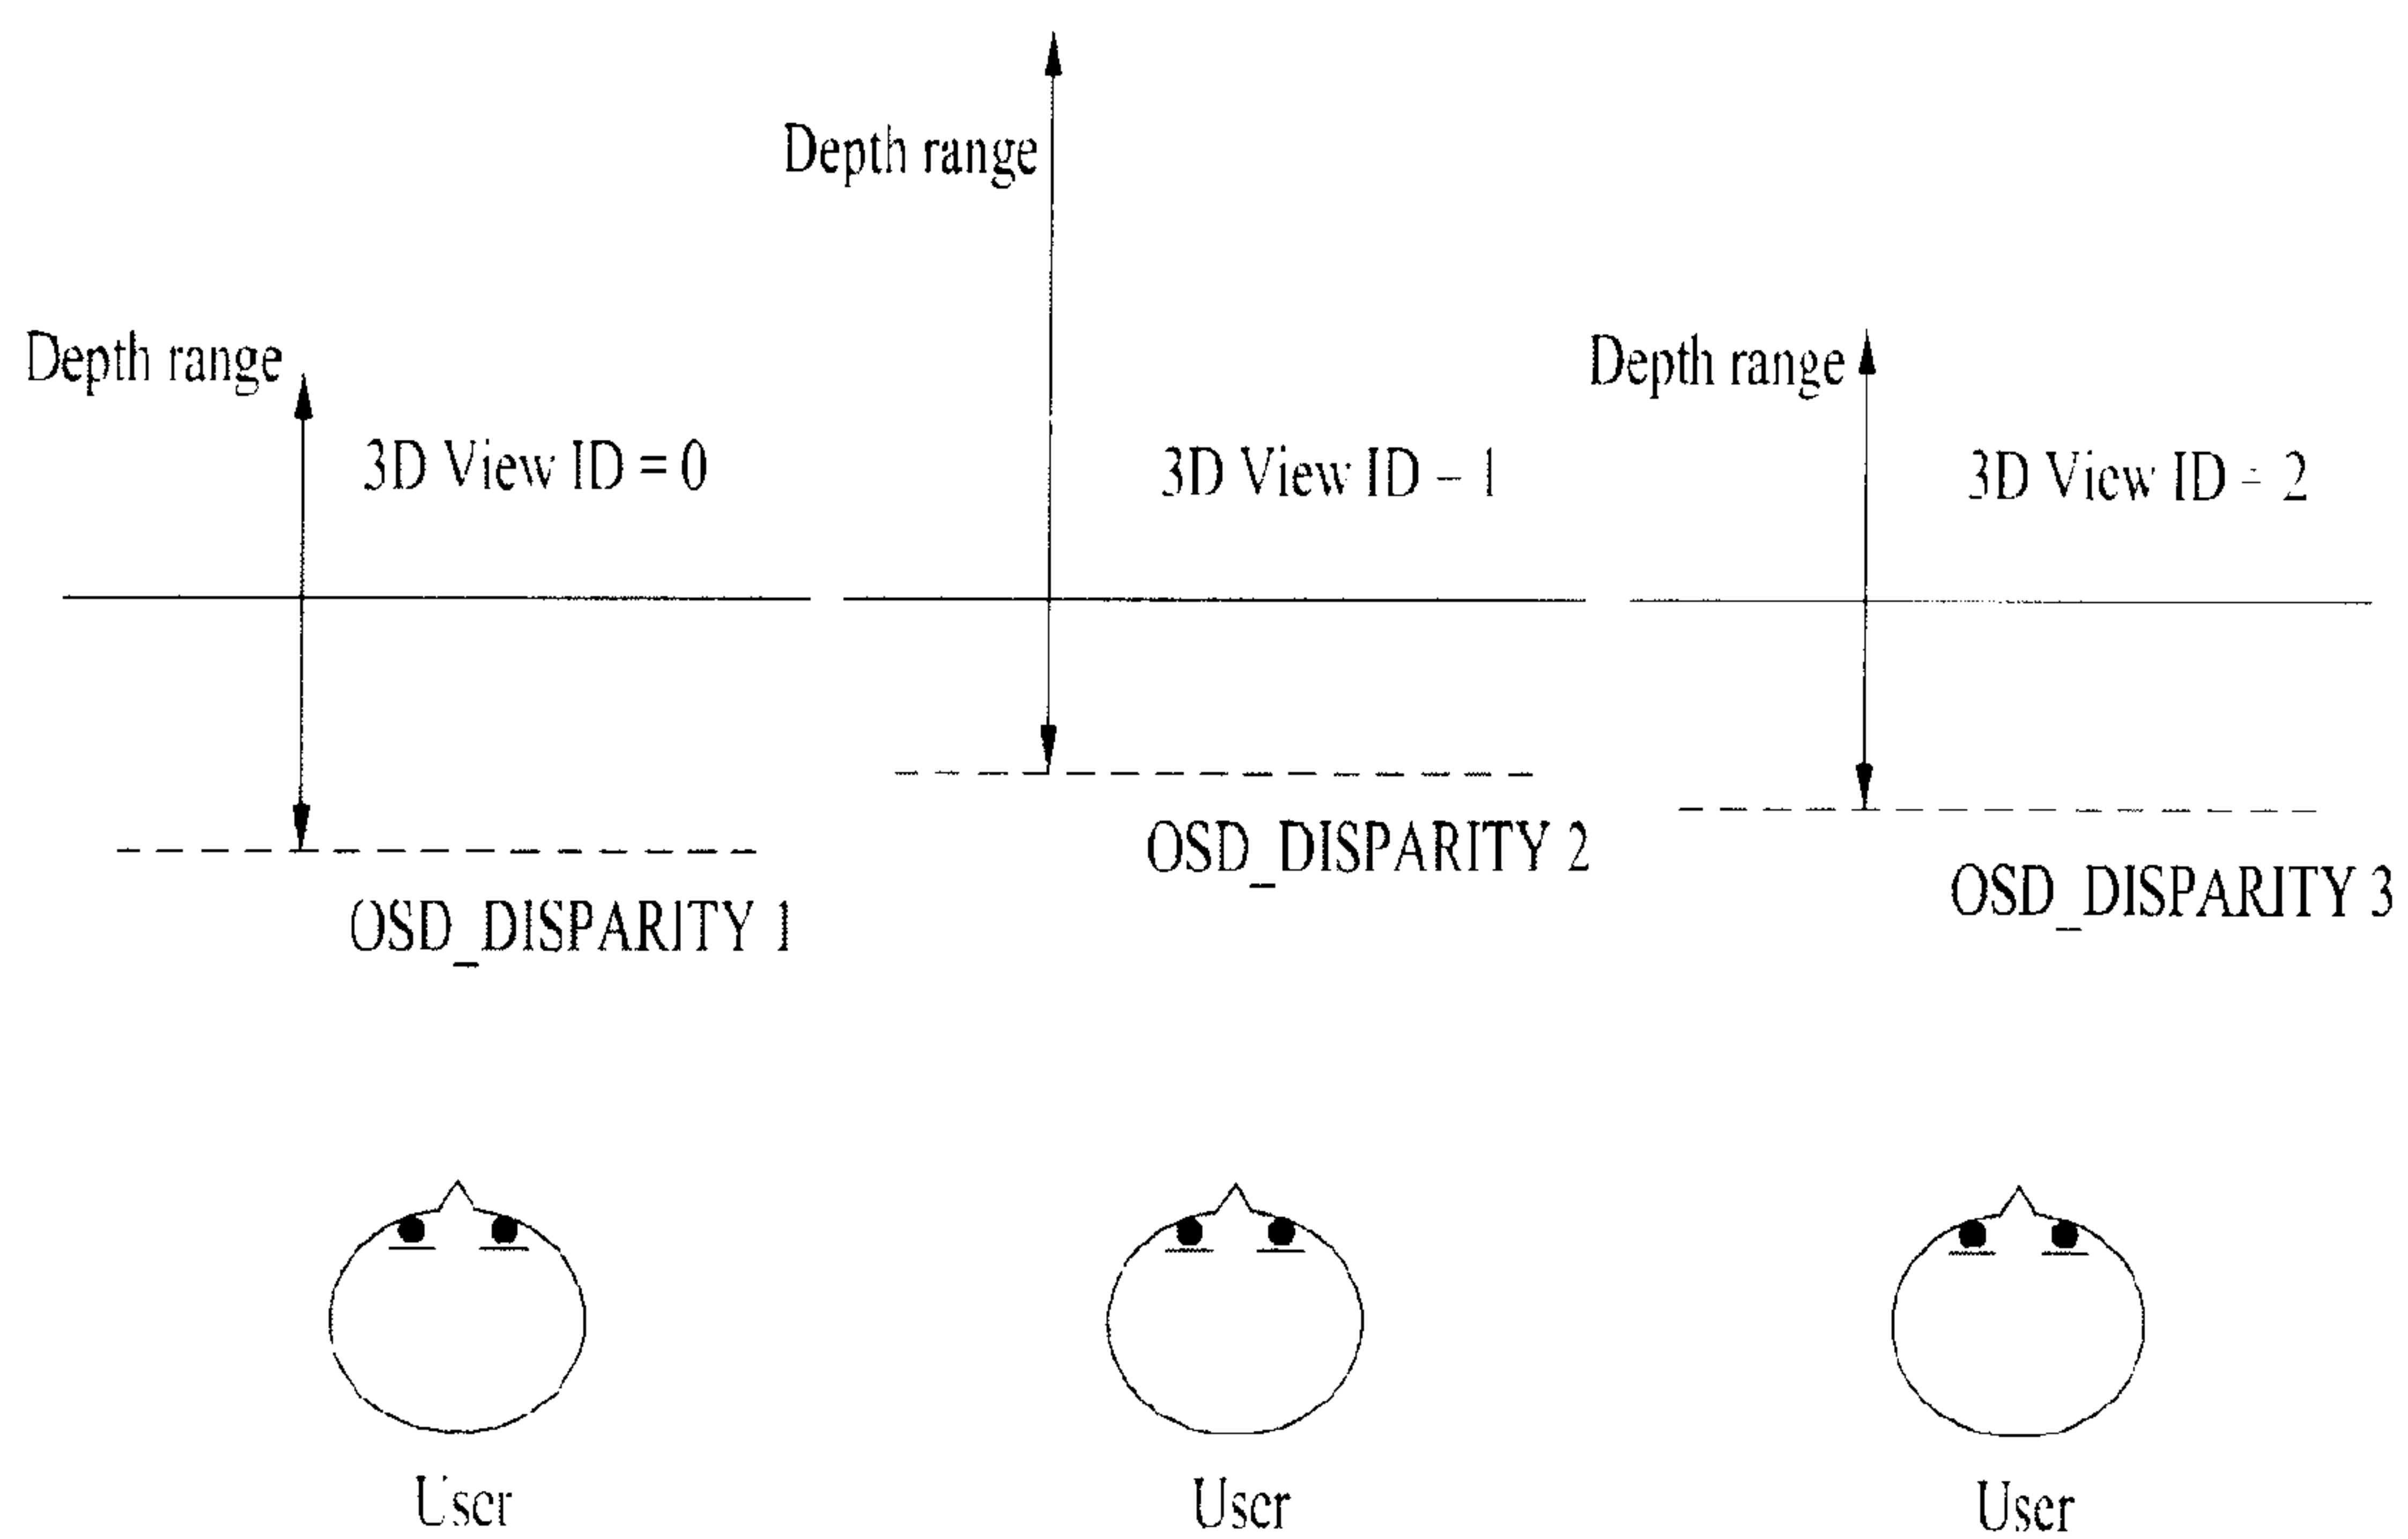 Depth range
3D View ID = 0
OSD_DISPARITY 1
User
Depth range
3D View ID = 1
OSD_DISPARITY 2
User
Depth range
3D View ID = 2
OSD_DISPARITY 3
User